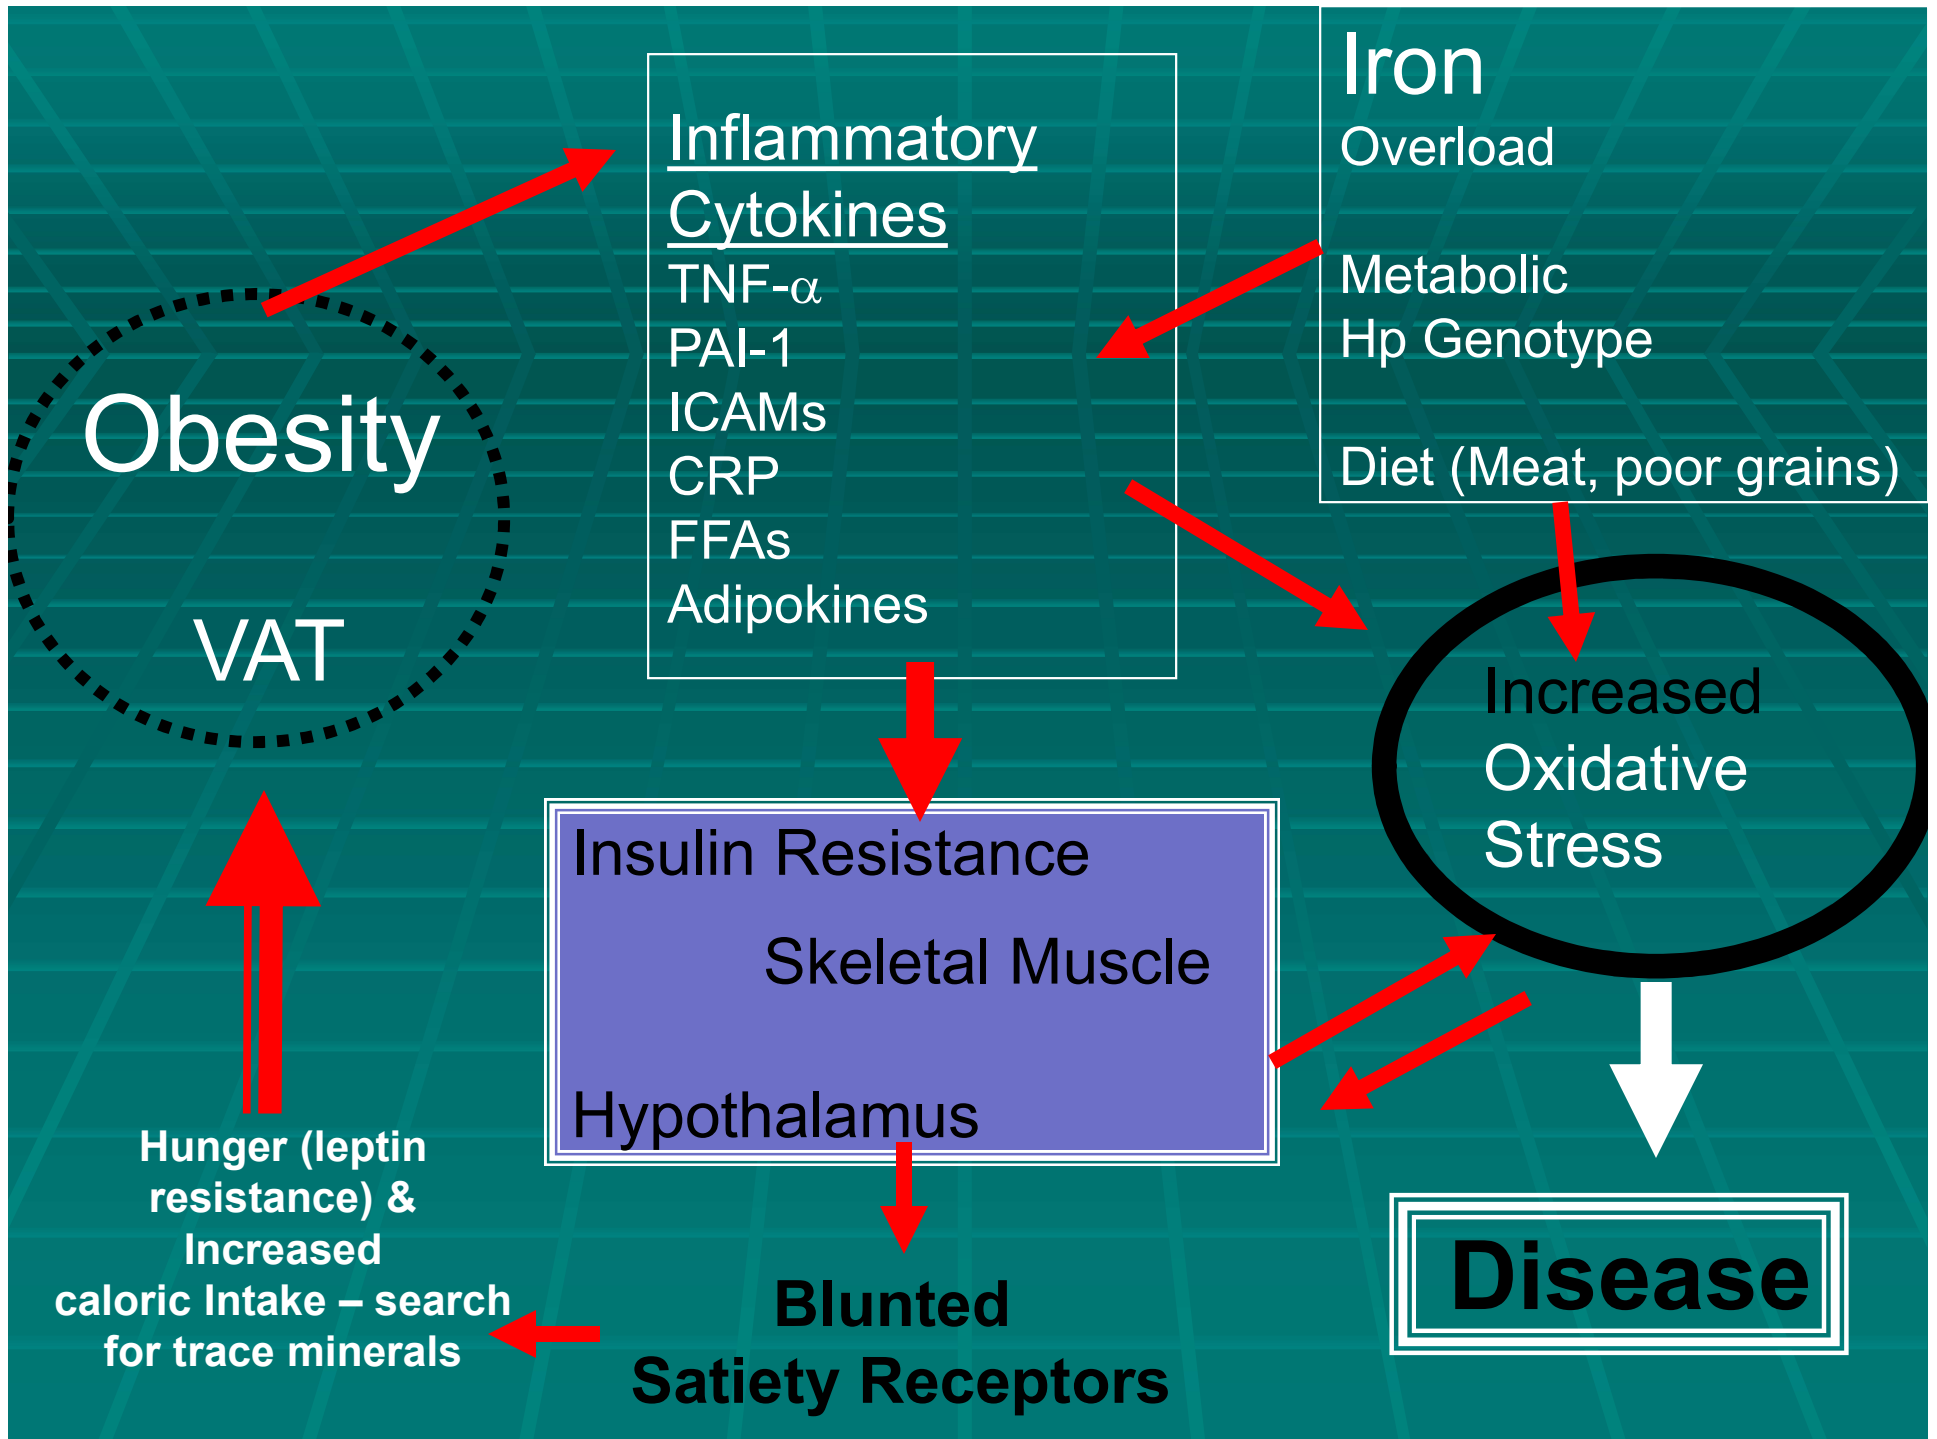 Iron
Overload
Metabolic
Hp Genotype
Diet (Meat, poor grains)
Inflammatory
Cytokines
TNF-α
PAI-1
ICAMs
CRP
FFAs
Adipokines
Obesity
VAT
Increased
Oxidative
Stress
Insulin Resistance
Skeletal Muscle
Hypothalamus
Hunger (leptin
resistance) &
Increased
caloric Intake – search
for trace minerals
Blunted
Satiety Receptors
Disease